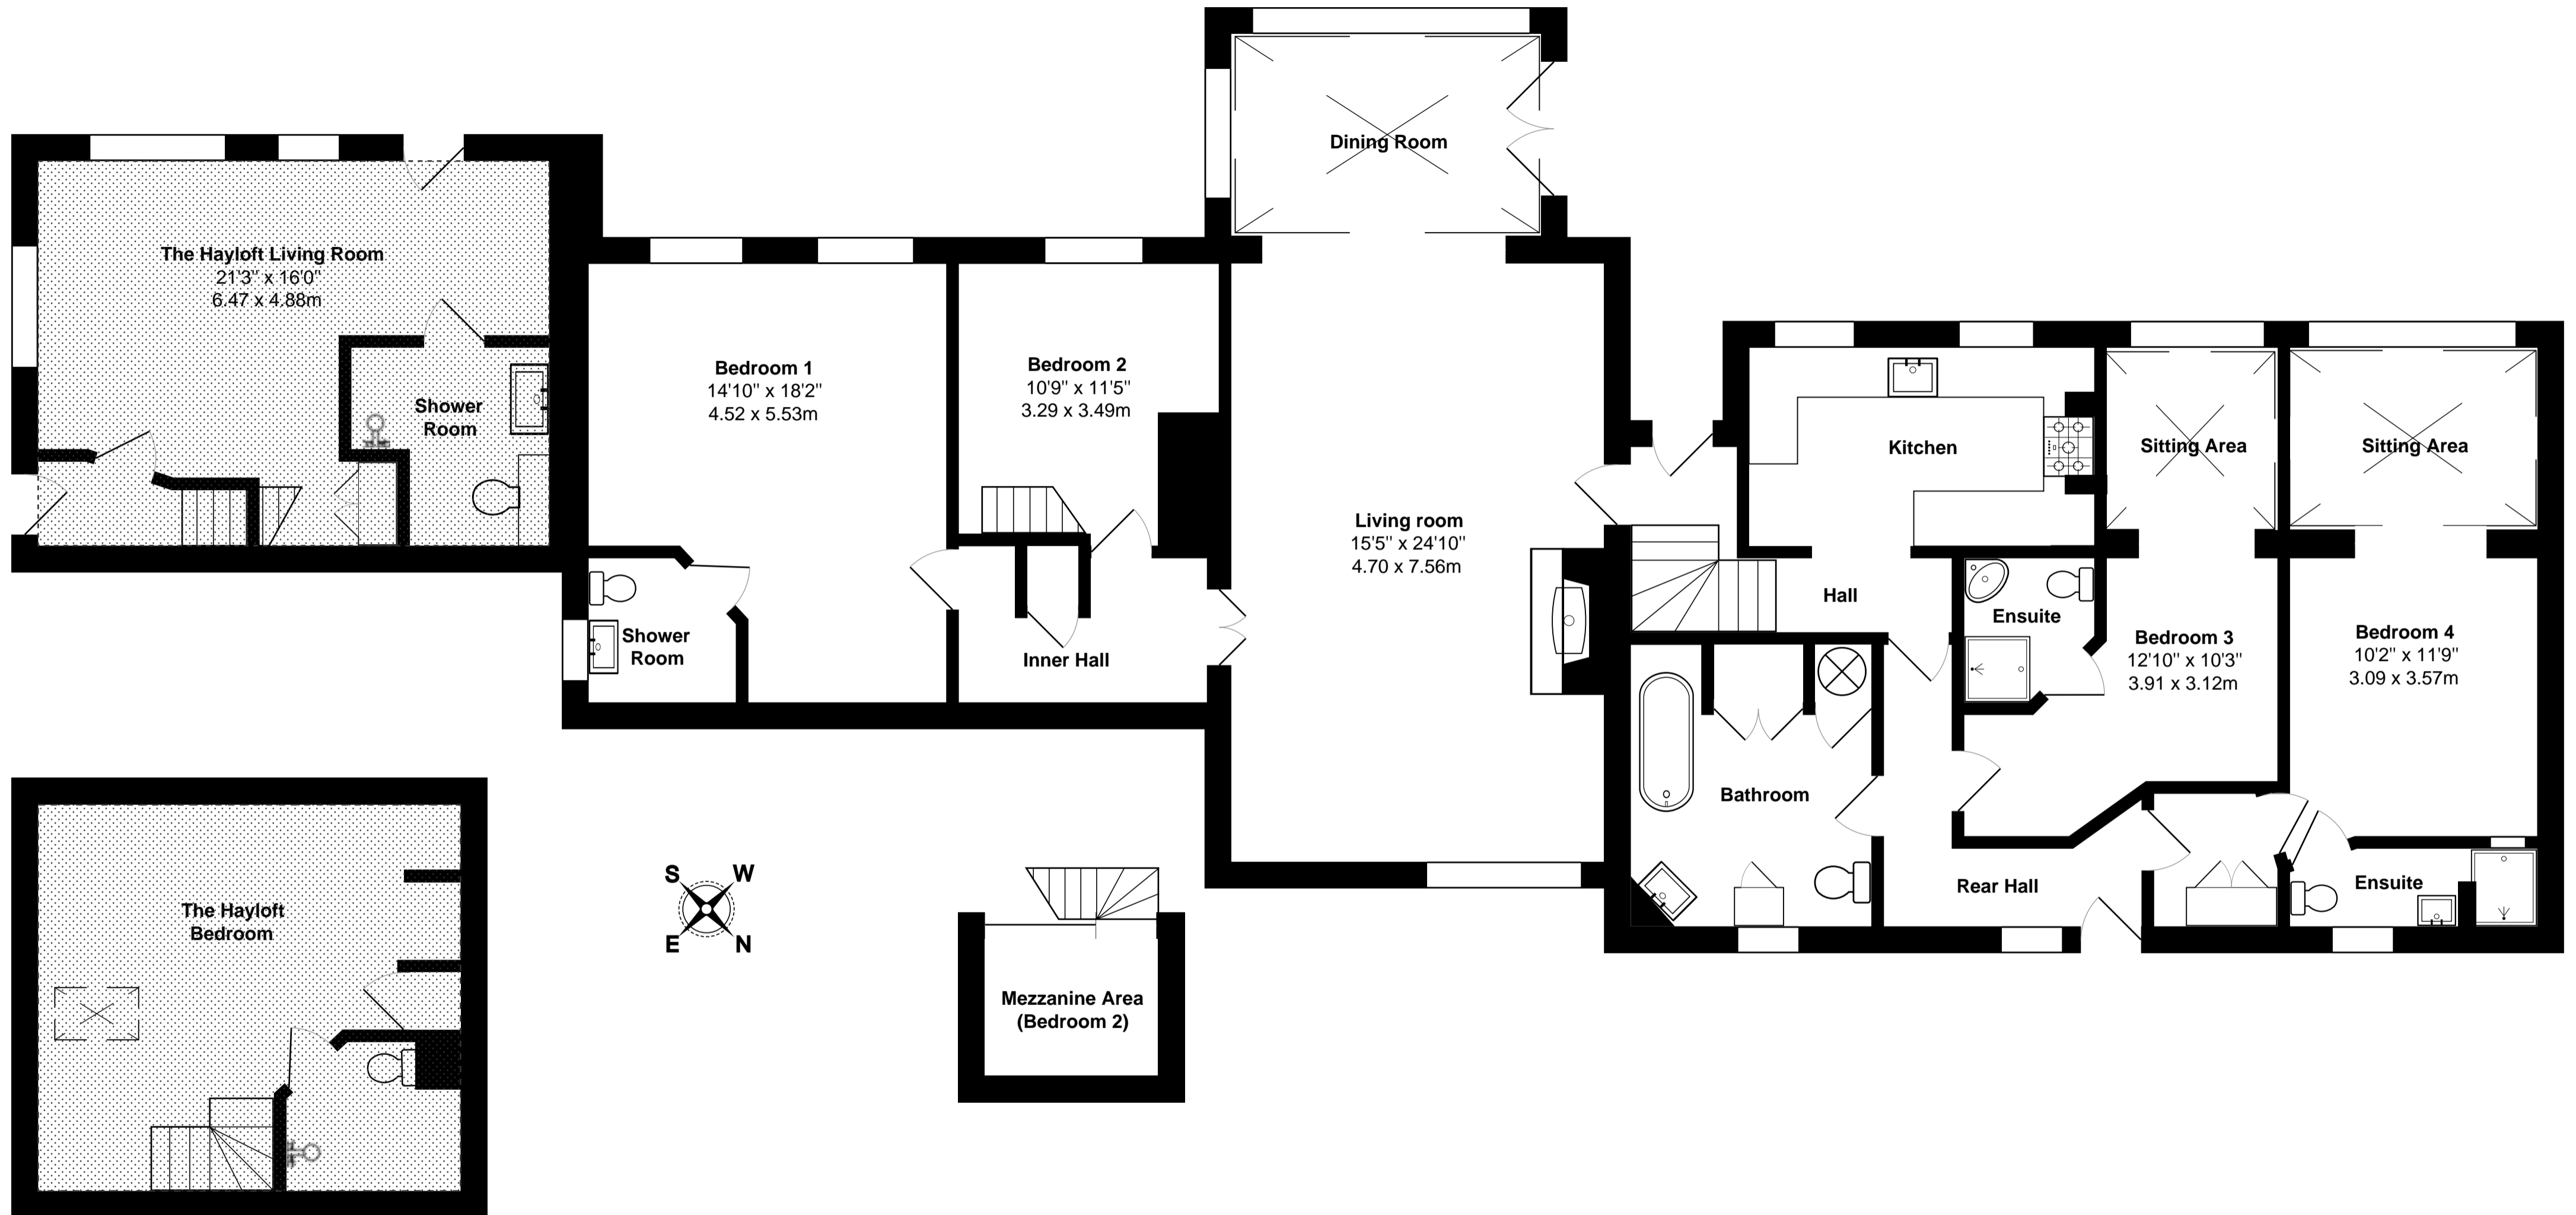 Dining Room
The Hayloft Living Room
21'3" x 16'0"
6.47 x 4.88m
Shower
Room
Bedroom 1
14'10" x 18'2"
4.52 x 5.53m
Bedroom 2
10'9" x 11'5"
3.29 x 3.49m
Kitchen
Sitting Area
Sitting Area
Living room
15'5" x 24'10"
4.70 x 7.56m
Hall
Ensuite
Shower
Room
Inner Hall
Bedroom 3
12'10" x 10'3"
3.91 x 3.12m
Bedroom 4
10'2" x 11'9"
3.09 x 3.57m
Bathroom
Rear Hall
Ensuite
The Hayloft
Bedroom
S W
E N
Mezzanine Area
(Bedroom 2)